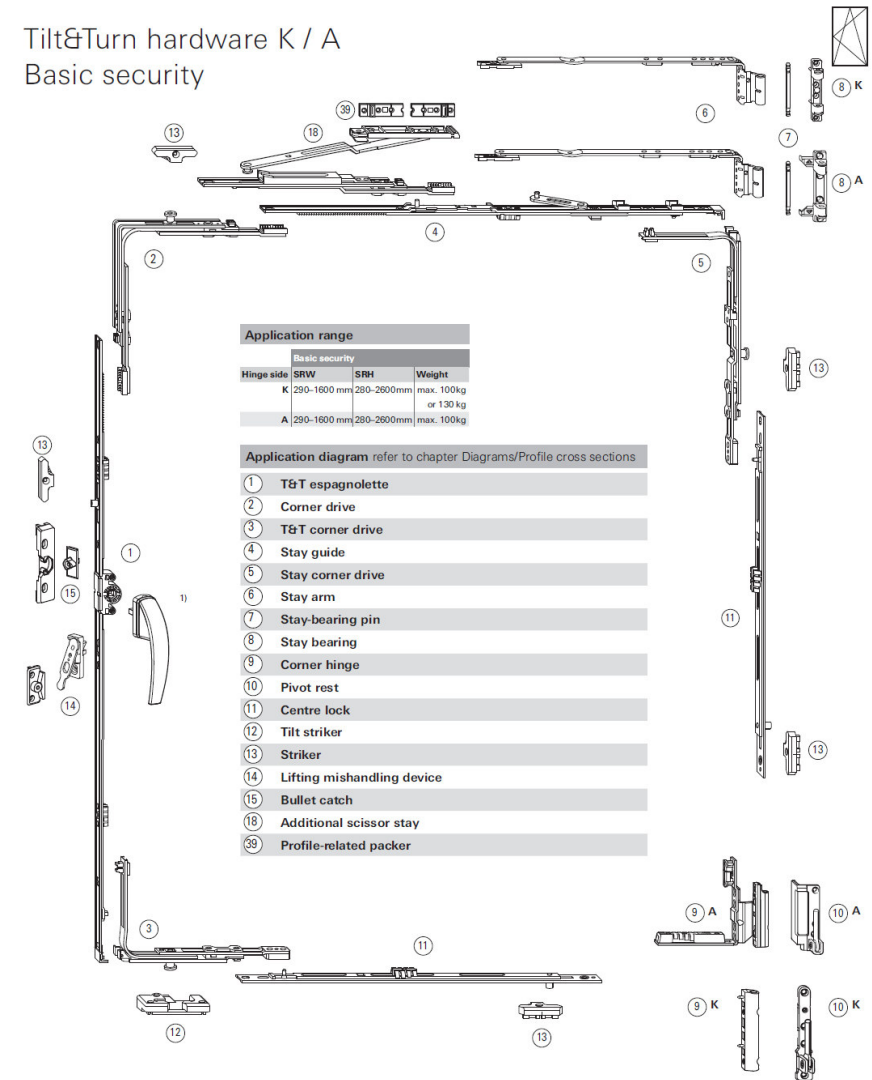 Tilt&Turn hardware K / A
Basic security
39
13
18
6
7
8 K
8 A
2
4
5
13
Application range
Basic security
Hinge side SRW SRH Weight
K 290–1600 mm 280–2600mm max. 100kg
or 130 kg
A 290–1600 mm 280–2600mm max. 100kg
13
Application diagram refer to chapter Diagrams/Profile cross sections
1 T&T espagnolette
2 Corner drive
3 T&T corner drive
4 Stay guide
5 Stay corner drive
6 Stay arm
7 Stay-bearing pin
8 Stay bearing
9 Corner hinge
10 Pivot rest
11 Centre lock
12 Tilt striker
13 Striker
14 Lifting mishandling device
15 Bullet catch
18 Additional scissor stay
39 Profile-related packer
1
15
1)
14
11
13
3
11
9 A
10 A
12
13
9 K
10 K